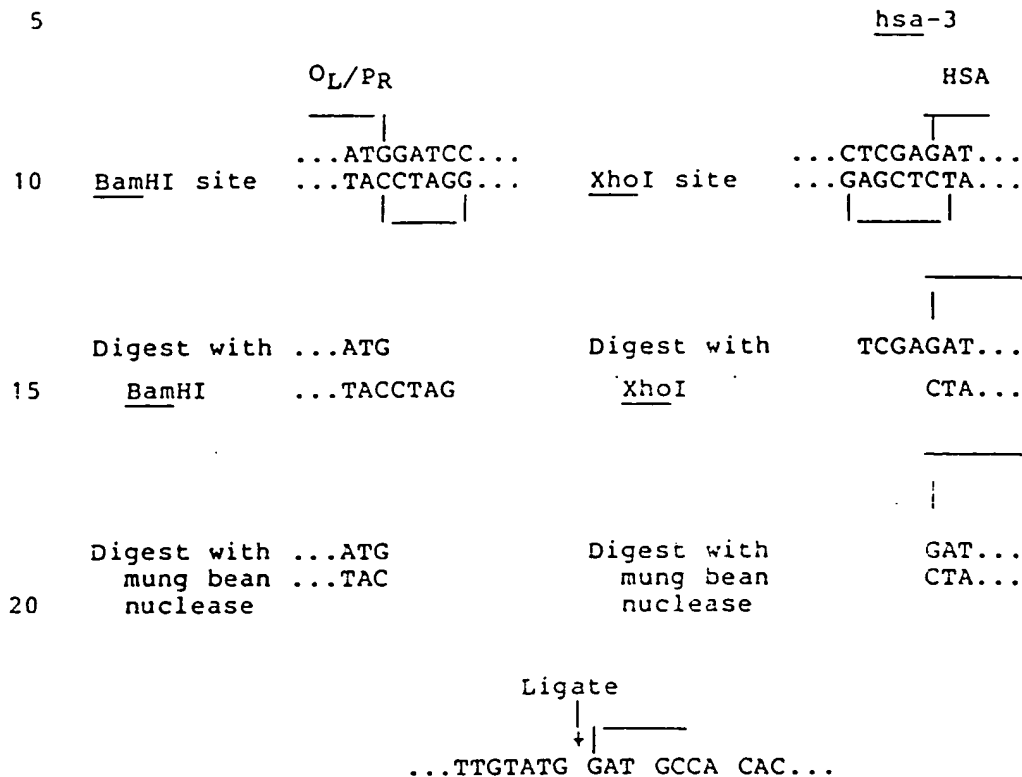 5 hsa-3
OL/PR HSA
...ATGGATCC... ...CTCGAGAT...
10 BamHI site ...TACCTAGG... XhoI site ...GAGCTCTA...
Digest with ...ATG Digest with TCGAGAT...
15 BamHI ...TACCTAG XhoI CTA...
Digest with ...ATG Digest with GAT...
mung bean ...TAC mung bean CTA...
20 nuclease nuclease
Ligate
...TTGTATG GAT GCCA CAC...